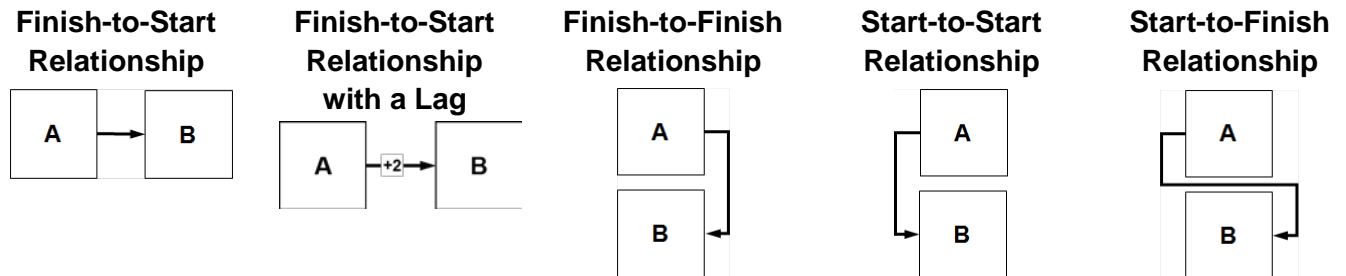 Finish-to-Start
Relationship
A
B
Finish-to-Start
Relationship
with a Lag
A
+2
B
Finish-to-Finish
Relationship
A
B
Start-to-Start
Relationship
A
B
Start-to-Finish
Relationship
A
B